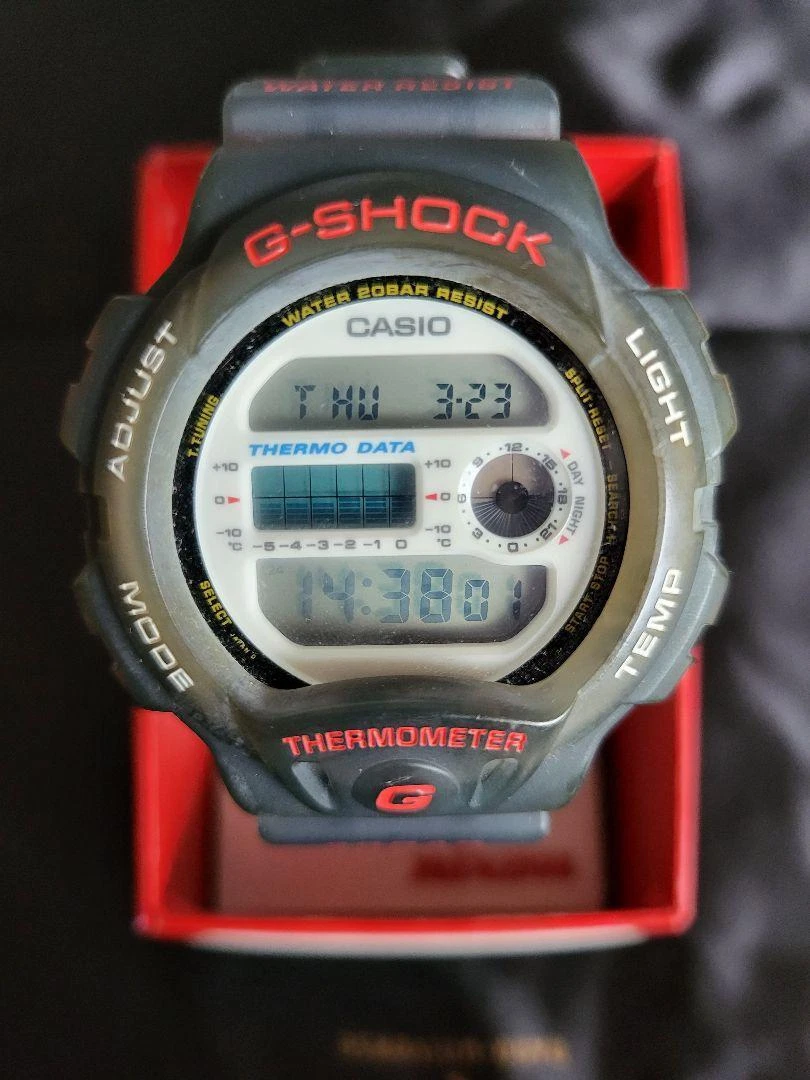 WATER RESIST
G-SHOCK
WATER 20BAR RESIST
CASIO
ADJUST
LIGHT
T.TUNING
SPLIT·RESET
THU 3·23
THERMO DATA
+10 +10
0 0
-10 -10
°C -5 -4 -3 -2 -1 0 °C
9 12 15
6 18
3 0 21
DAY NIGHT
24
14:38 01
SELECT
JAPAN
START·STOP
MODE
TEMP
THERMOMETER
G